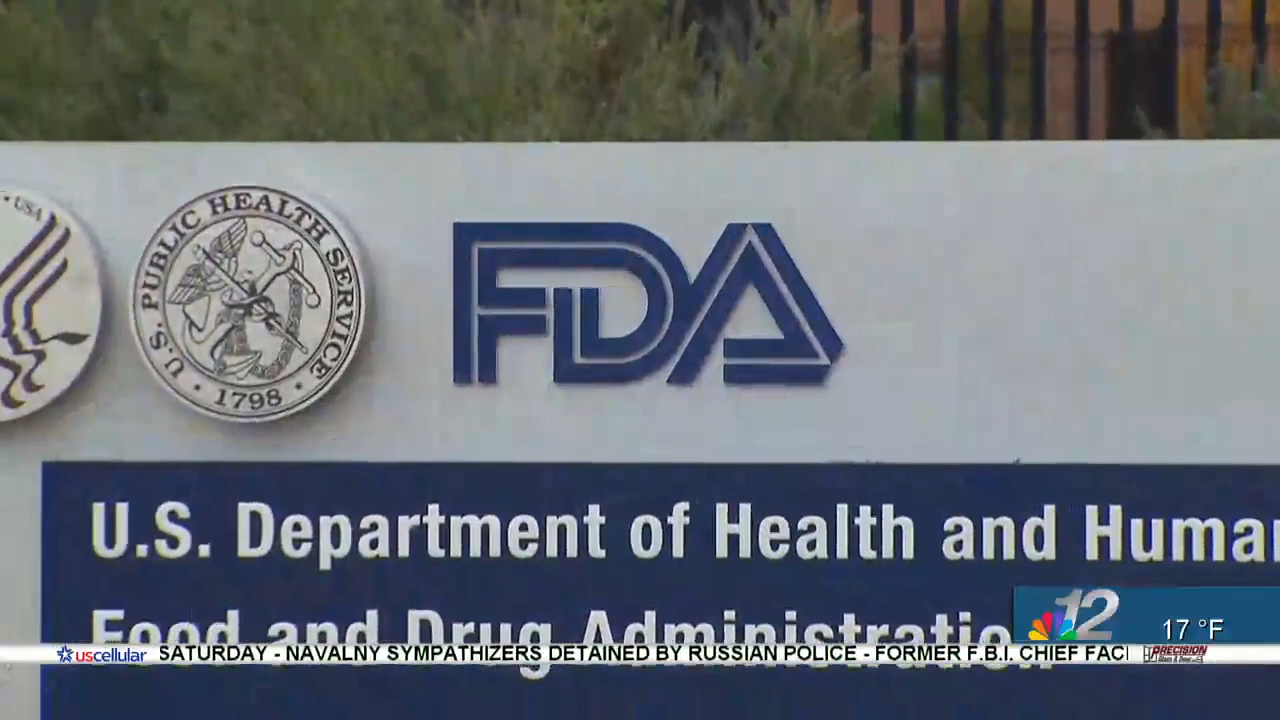 USA
U.S. PUBLIC HEALTH SERVICE
1798
FDA
U.S. Department of Health and Huma
Food and Drug Administratio
12
17 °F
uscellular
SATURDAY - NAVALNY SYMPATHIZERS DETAINED BY RUSSIAN POLICE - FORMER F.B.I. CHIEF FAC
PRECISION